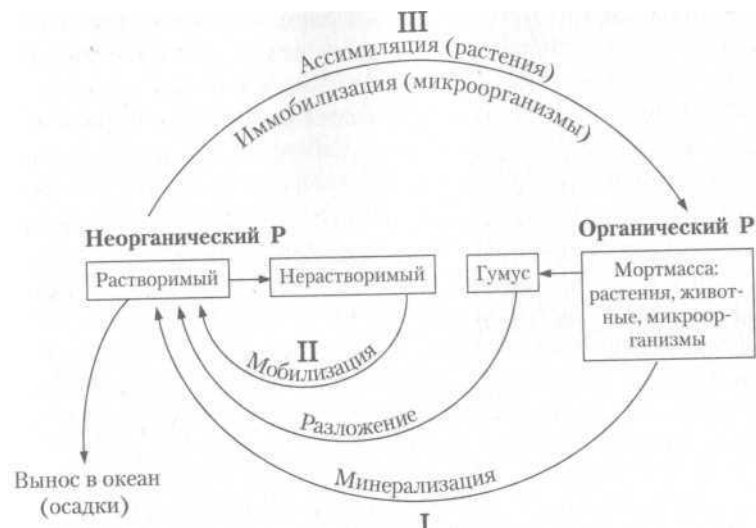 III
Ассимиляция (растения)
Иммобилизация (микроорганизмы)
Неорганический Р
Органический Р
Растворимый
Нерастворимый
Гумус
Мортмасса:
растения, живот-
ные, микроор-
ганизмы
II
Мобилизация
Разложение
Минерализация
Вынос в океан
(осадки)
I